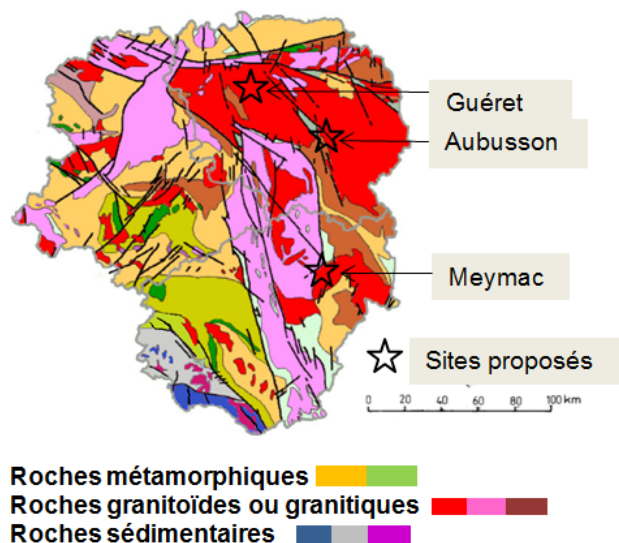 Guéret
Aubusson
Meymac
Sites proposés
0 20 40 60 80 100 km
Roches métamorphiques
Roches granitoïdes ou granitiques
Roches sédimentaires